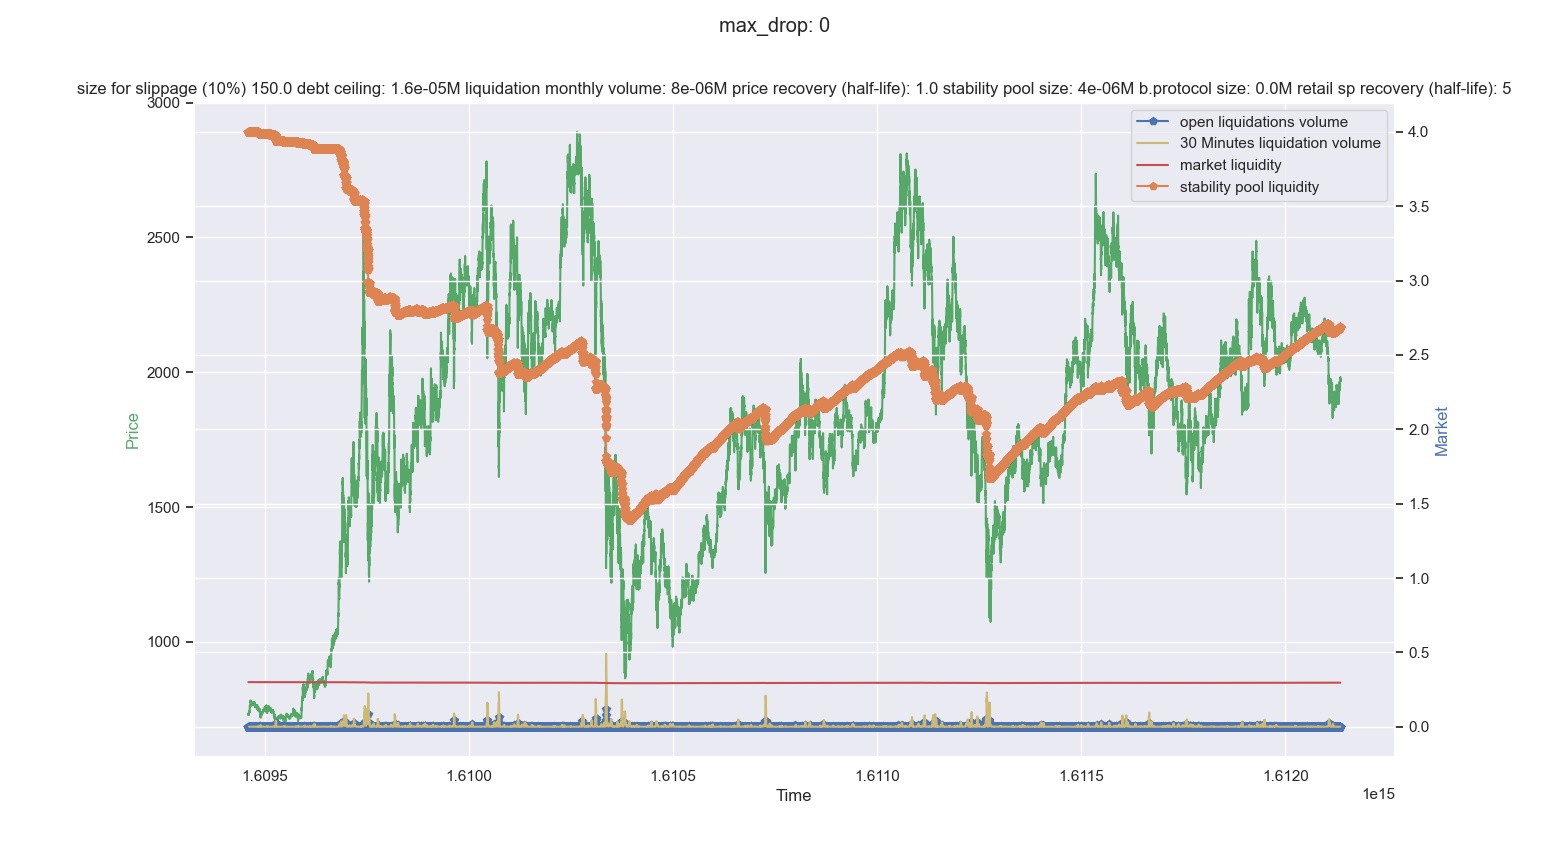 max_drop: 0
size for slippage (10%) 150.0 debt ceiling: 1.6e-05M liquidation monthly volume: 8e-06M price recovery (half-life): 1.0 stability pool size: 4e-06M b.protocol size: 0.0M retail sp recovery (half-life): 5
open liquidations volume
30 Minutes liquidation volume
market liquidity
stability pool liquidity
3000
2500
2000
1500
1000
Price
4.0
3.5
3.0
2.5
2.0
1.5
1.0
0.5
0.0
Market
1.6095 1.6100 1.6105 1.6110 1.6115 1.6120
1e15
Time